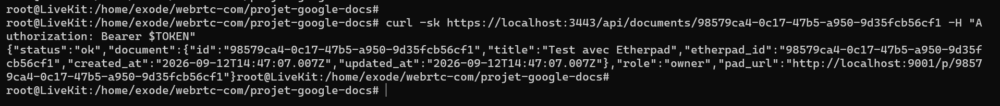 root@LiveKit:/home/exode/webrtc-com/projet-google-docs#
root@LiveKit:/home/exode/webrtc-com/projet-google-docs# curl -sk https://localhost:3443/api/documents/98579ca4-0c17-47b5-a950-9d35fcb56cf1 -H "A
uthorization: Bearer $TOKEN"
{"status":"ok","document":{"id":"98579ca4-0c17-47b5-a950-9d35fcb56cf1","title":"Test avec Etherpad","etherpad_id":"98579ca4-0c17-47b5-a950-9d35f
cb56cf1","created_at":"2026-09-12T14:47:07.007Z","updated_at":"2026-09-12T14:47:07.007Z"},"role":"owner","pad_url":"http://localhost:9001/p/9857
9ca4-0c17-47b5-a950-9d35fcb56cf1"}root@LiveKit:/home/exode/webrtc-com/projet-google-docs#
root@LiveKit:/home/exode/webrtc-com/projet-google-docs#